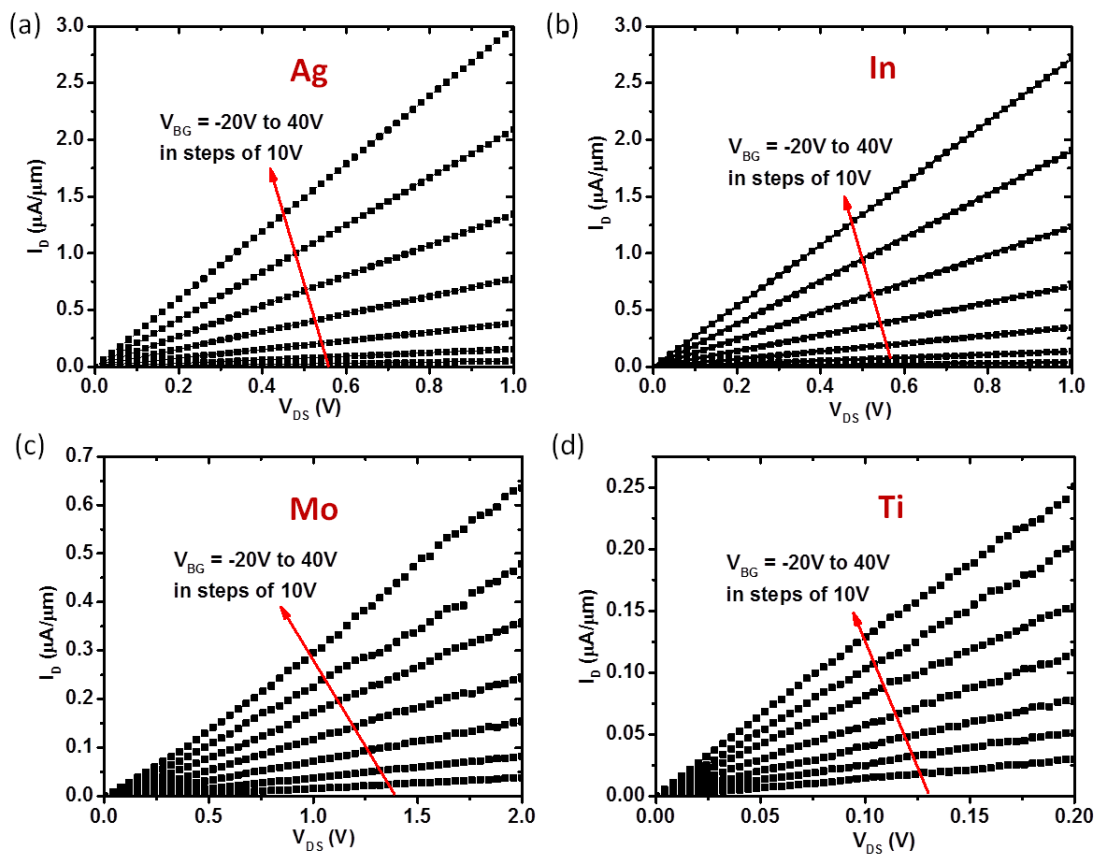 (a)
3.0
2.5
2.0
1.5
1.0
0.5
0.0
I_D (μA/μm)
Ag
V_BG = -20V to 40V
in steps of 10V
0.0 0.2 0.4 0.6 0.8 1.0
V_DS (V)
(b)
3.0
2.5
2.0
1.5
1.0
0.5
0.0
I_D (μA/μm)
In
V_BG = -20V to 40V
in steps of 10V
0.0 0.2 0.4 0.6 0.8 1.0
V_DS (V)
(c)
0.7
0.6
0.5
0.4
0.3
0.2
0.1
0.0
I_D (μA/μm)
Mo
V_BG = -20V to 40V
in steps of 10V
0.0 0.5 1.0 1.5 2.0
V_DS (V)
(d)
0.25
0.20
0.15
0.10
0.05
0.00
I_D (μA/μm)
Ti
V_BG = -20V to 40V
in steps of 10V
0.00 0.05 0.10 0.15 0.20
V_DS (V)